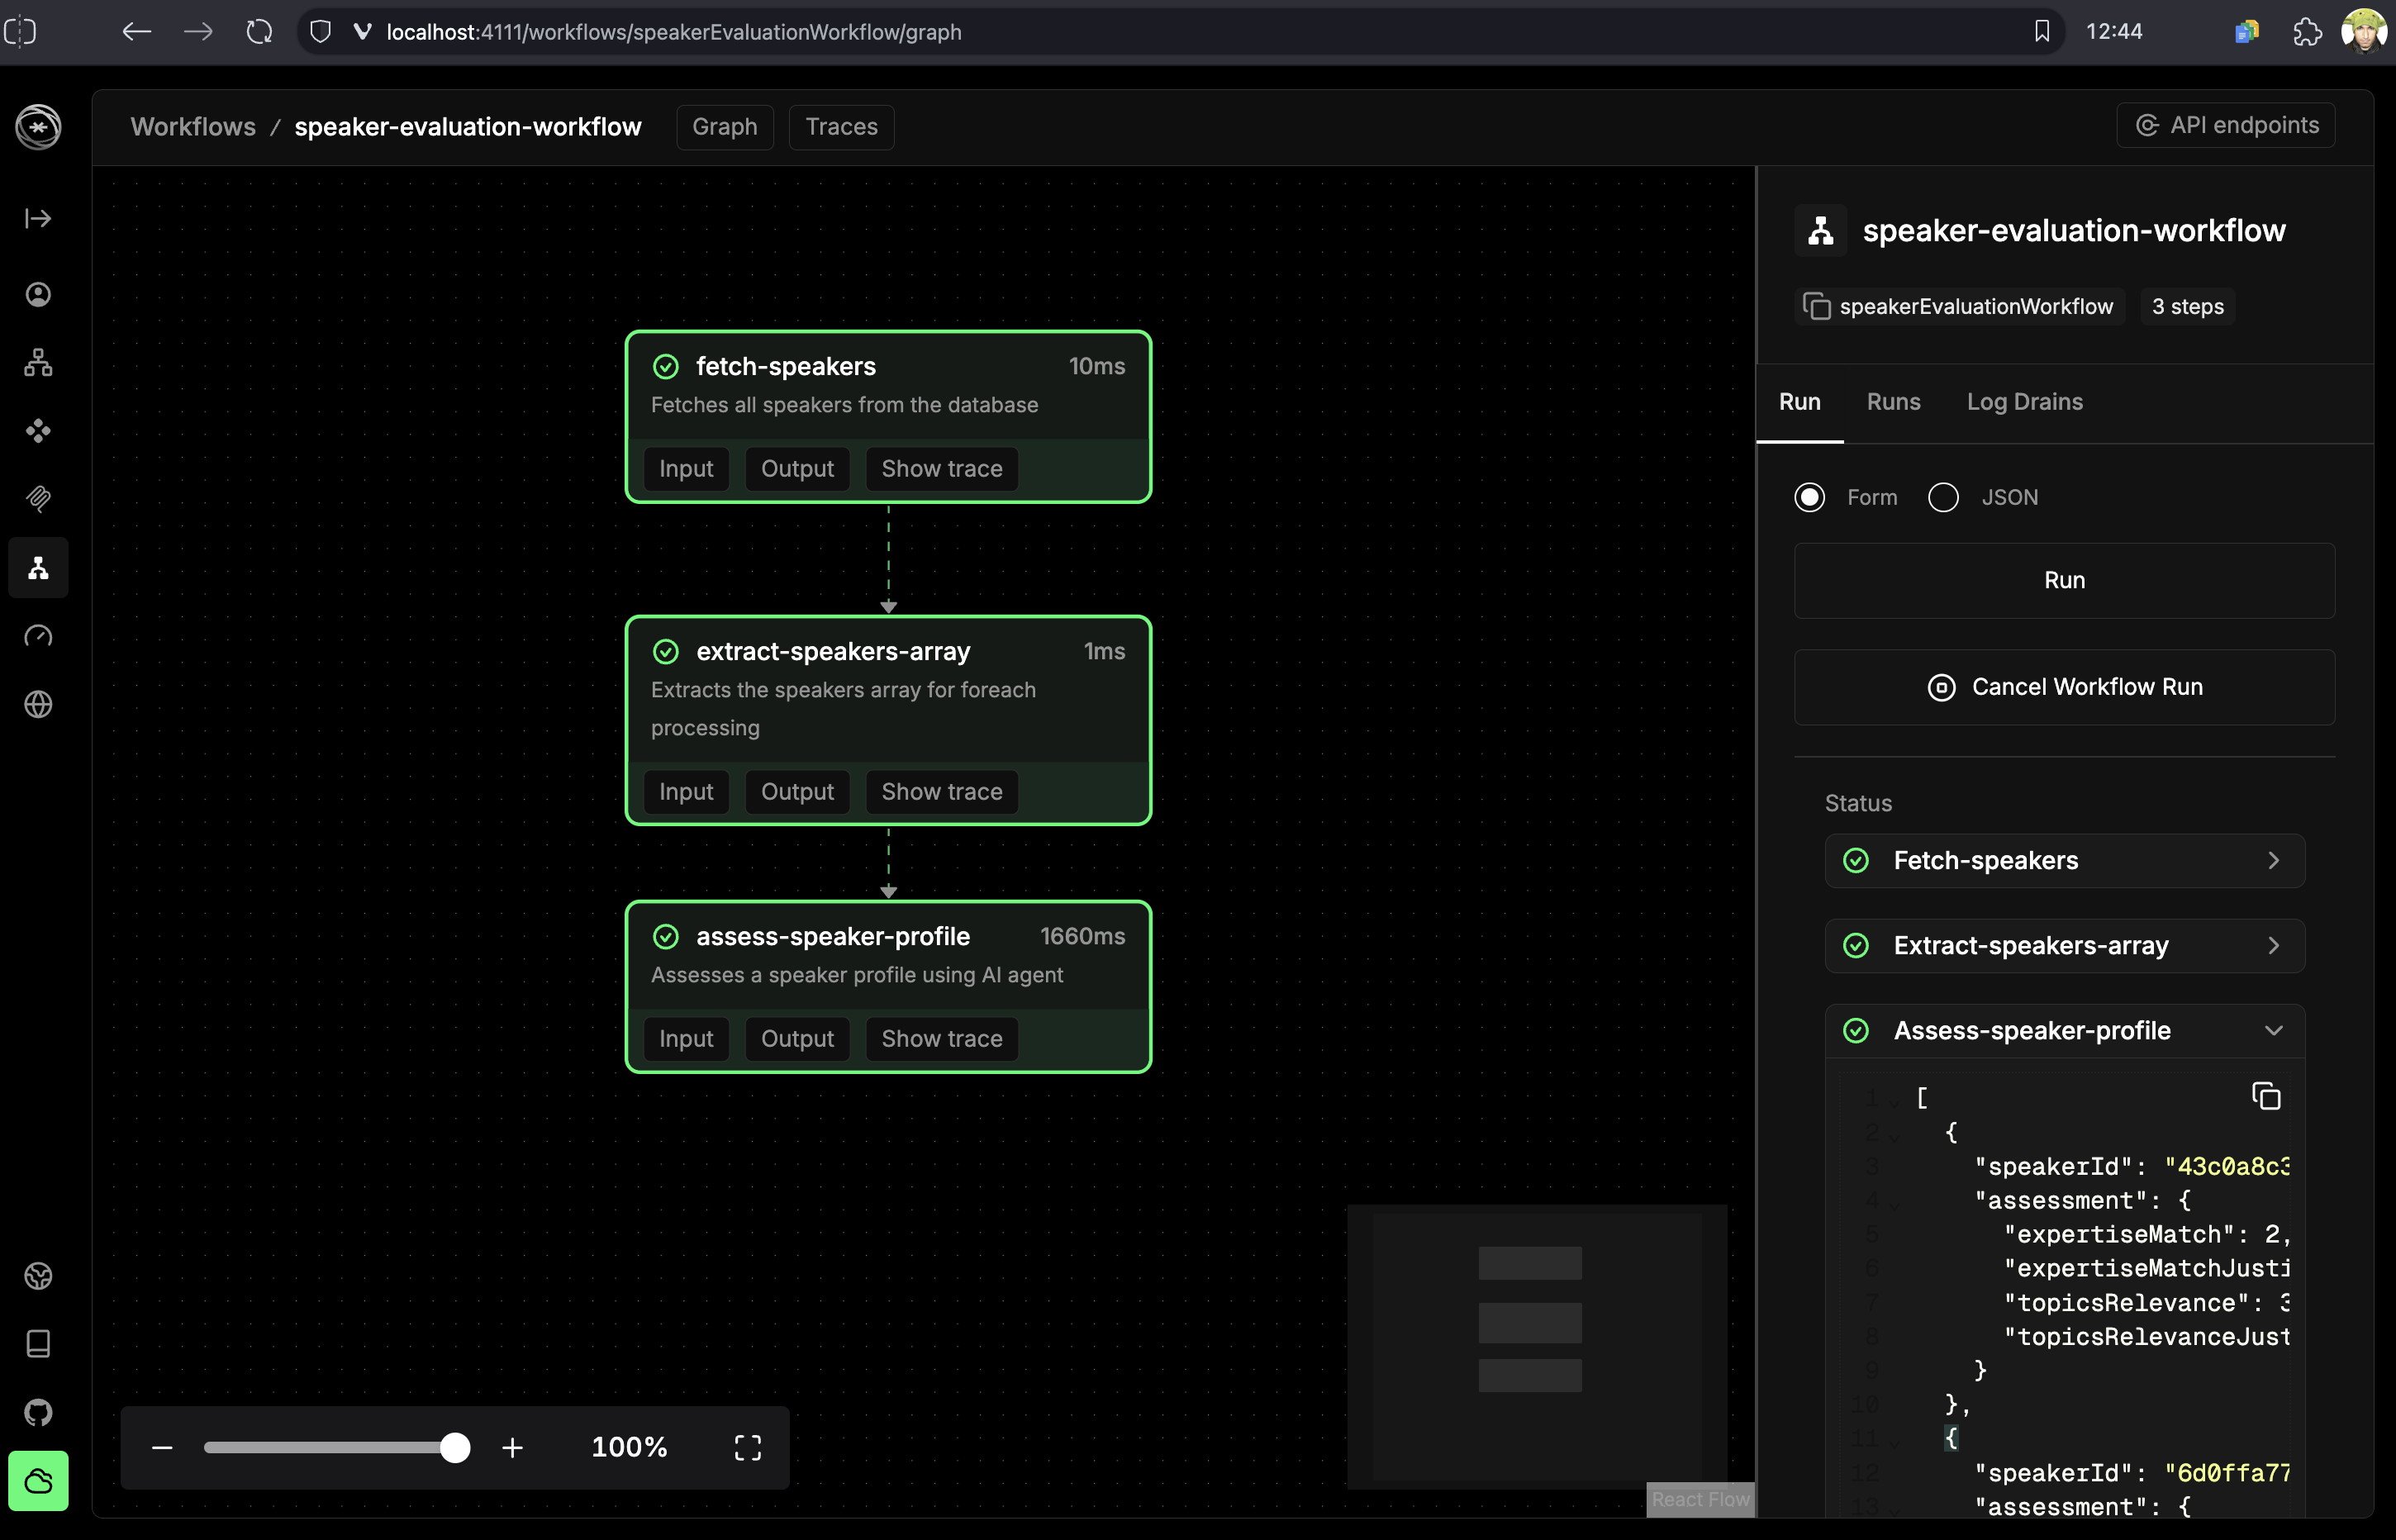 localhost:4111/workflows/speakerEvaluationWorkflow/graph
12:44
Workflows / speaker-evaluation-workflow
Graph
Traces
API endpoints
fetch-speakers
10ms
Fetches all speakers from the database
Input
Output
Show trace
extract-speakers-array
1ms
Extracts the speakers array for foreach
processing
Input
Output
Show trace
assess-speaker-profile
1660ms
Assesses a speaker profile using AI agent
Input
Output
Show trace
100%
React Flow
speaker-evaluation-workflow
speakerEvaluationWorkflow
3 steps
Run
Runs
Log Drains
Form
JSON
Run
Cancel Workflow Run
Status
Fetch-speakers
Extract-speakers-array
Assess-speaker-profile
1 [
2 {
3 "speakerId": "43c0a8c3
4 "assessment": {
5 "expertiseMatch": 2,
6 "expertiseMatchJusti
7 "topicsRelevance": 3
8 "topicsRelevanceJust
9 }
10 },
11 {
12 "speakerId": "6d0ffa77
13 "assessment": {